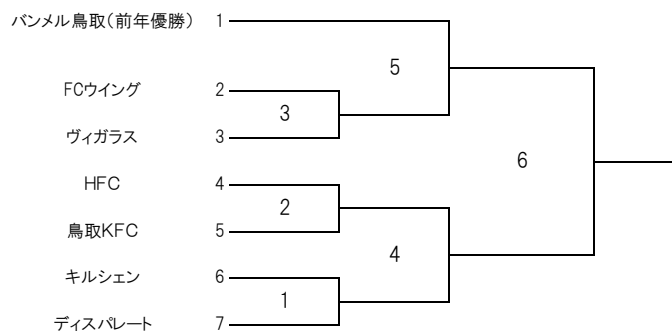 バンメル鳥取（前年優勝） 1
5
FCウイング 2
3
ヴィガラス 3
6
HFC 4
2
鳥取KFC 5
4
キルシェン 6
1
ディスパレート 7